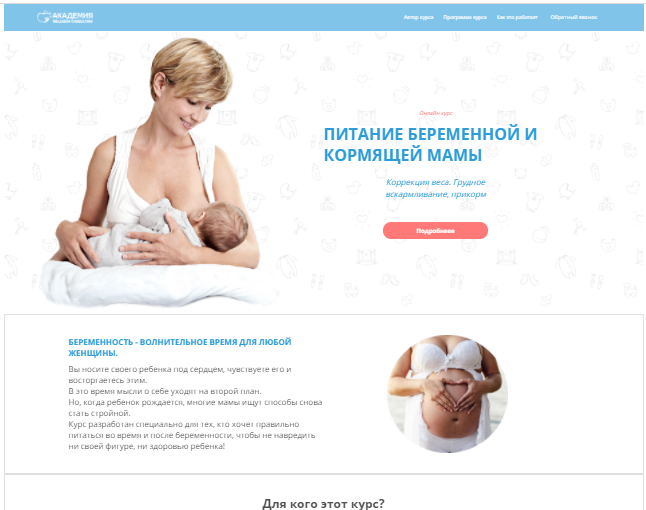 АКАДЕМИЯ
WELLNESS CONSULTING
Автор курса Программа курса Как это работает Обратный звонок
Онлайн курс
ПИТАНИЕ БЕРЕМЕННОЙ И
КОРМЯЩЕЙ МАМЫ
Коррекция веса. Грудное
вскармливание, прикорм
Подробнее
БЕРЕМЕННОСТЬ - ВОЛНИТЕЛЬНОЕ ВРЕМЯ ДЛЯ ЛЮБОЙ
ЖЕНЩИНЫ.
Вы носите своего ребенка под сердцем, чувствуете его и
восторгаетесь этим.
В это время мысли о себе уходят на второй план.
Но, когда ребенок рождается, многие мамы ищут способы снова
стать стройной.
Курс разработан специально для тех, кто хочет правильно
питаться во время и после беременности, чтобы не навредить
ни своей фигуре, ни здоровью ребенка!
Для кого этот курс?